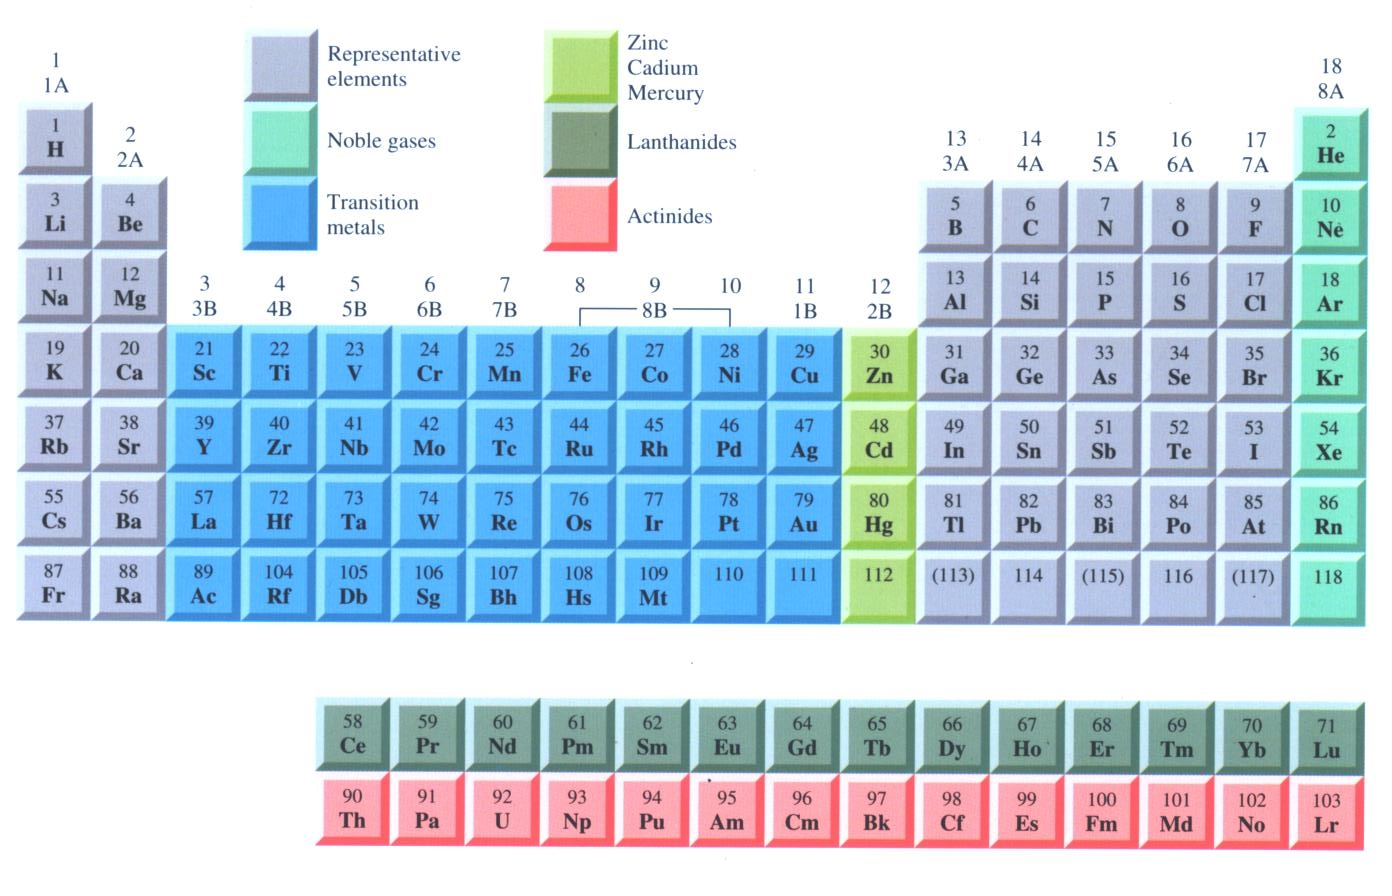 1
1A
2
2A
3
3B
4
4B
5
5B
6
6B
7
7B
8
9
10
8B
11
1B
12
2B
13
3A
14
4A
15
5A
16
6A
17
7A
18
8A
Representative
elements
Noble gases
Transition
metals
Zinc
Cadium
Mercury
Lanthanides
Actinides
1
H
2
He
3
Li
4
Be
5
B
6
C
7
N
8
O
9
F
10
Ne
11
Na
12
Mg
13
Al
14
Si
15
P
16
S
17
Cl
18
Ar
19
K
20
Ca
21
Sc
22
Ti
23
V
24
Cr
25
Mn
26
Fe
27
Co
28
Ni
29
Cu
30
Zn
31
Ga
32
Ge
33
As
34
Se
35
Br
36
Kr
37
Rb
38
Sr
39
Y
40
Zr
41
Nb
42
Mo
43
Tc
44
Ru
45
Rh
46
Pd
47
Ag
48
Cd
49
In
50
Sn
51
Sb
52
Te
53
I
54
Xe
55
Cs
56
Ba
57
La
72
Hf
73
Ta
74
W
75
Re
76
Os
77
Ir
78
Pt
79
Au
80
Hg
81
Tl
82
Pb
83
Bi
84
Po
85
At
86
Rn
87
Fr
88
Ra
89
Ac
104
Rf
105
Db
106
Sg
107
Bh
108
Hs
109
Mt
110
111
112
(113)
114
(115)
116
(117)
118
58
Ce
59
Pr
60
Nd
61
Pm
62
Sm
63
Eu
64
Gd
65
Tb
66
Dy
67
Ho
68
Er
69
Tm
70
Yb
71
Lu
90
Th
91
Pa
92
U
93
Np
94
Pu
95
Am
96
Cm
97
Bk
98
Cf
99
Es
100
Fm
101
Md
102
No
103
Lr